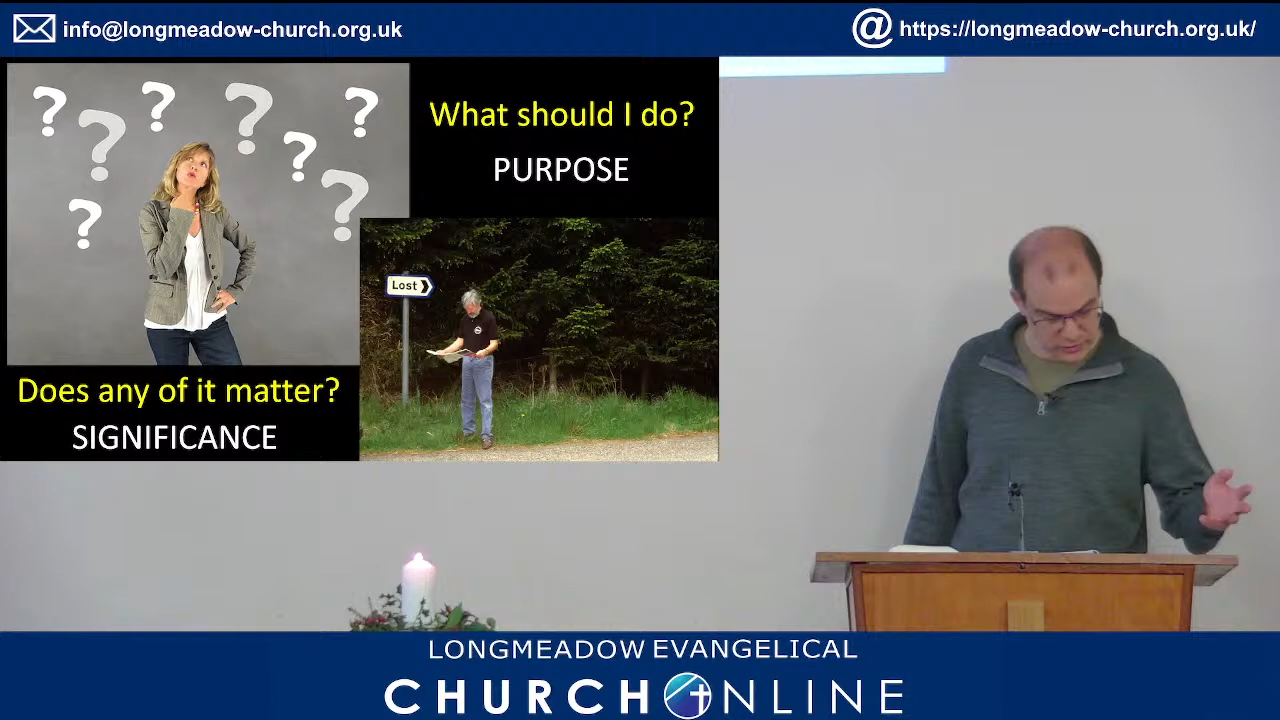 info@longmeadow-church.org.uk
@ https://longmeadow-church.org.uk/
? ? ? ? ? ? ? ?
What should I do?
PURPOSE
Lost
Does any of it matter?
SIGNIFICANCE
LONGMEADOW EVANGELICAL
CHURCH ONLINE